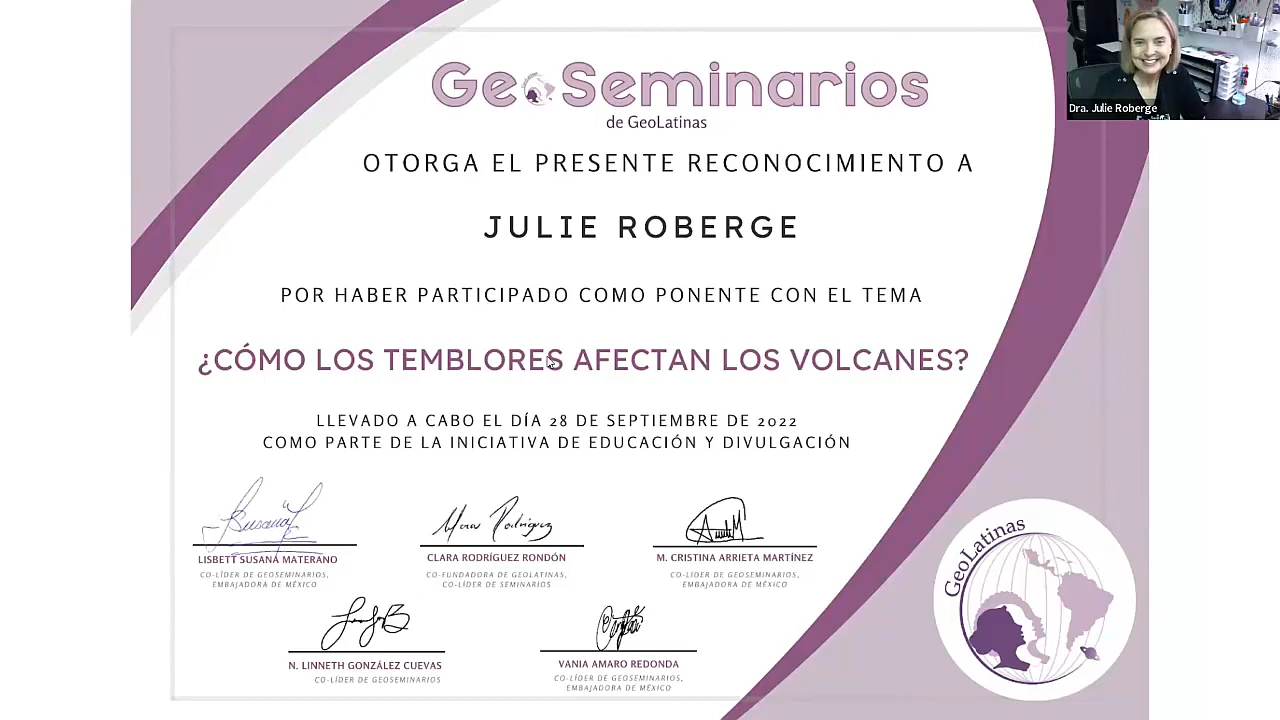 GeoSeminarios
de GeoLatinas
Dra. Julie Roberge
OTORGA EL PRESENTE RECONOCIMIENTO A
JULIE ROBERGE
POR HABER PARTICIPADO COMO PONENTE CON EL TEMA
¿CÓMO LOS TEMBLORES AFECTAN LOS VOLCANES?
LLEVADO A CABO EL DÍA 28 DE SEPTIEMBRE DE 2022
COMO PARTE DE LA INICIATIVA DE EDUCACIÓN Y DIVULGACIÓN
LISBETT SUSANA MATERANO
CO-LÍDER DE GEOSEMINARIOS,
EMBAJADORA DE MÉXICO
CLARA RODRÍGUEZ RONDÓN
CO-FUNDADORA DE GEOLATINAS,
CO-LÍDER DE SEMINARIOS
M. CRISTINA ARRIETA MARTÍNEZ
CO-LÍDER DE GEOSEMINARIOS,
EMBAJADORA DE MÉXICO
N. LINNETH GONZÁLEZ CUEVAS
CO-LÍDER DE GEOSEMINARIOS
VANIA AMARO REDONDA
CO-LÍDER DE GEOSEMINARIOS,
EMBAJADORA DE MÉXICO
GeoLatinas